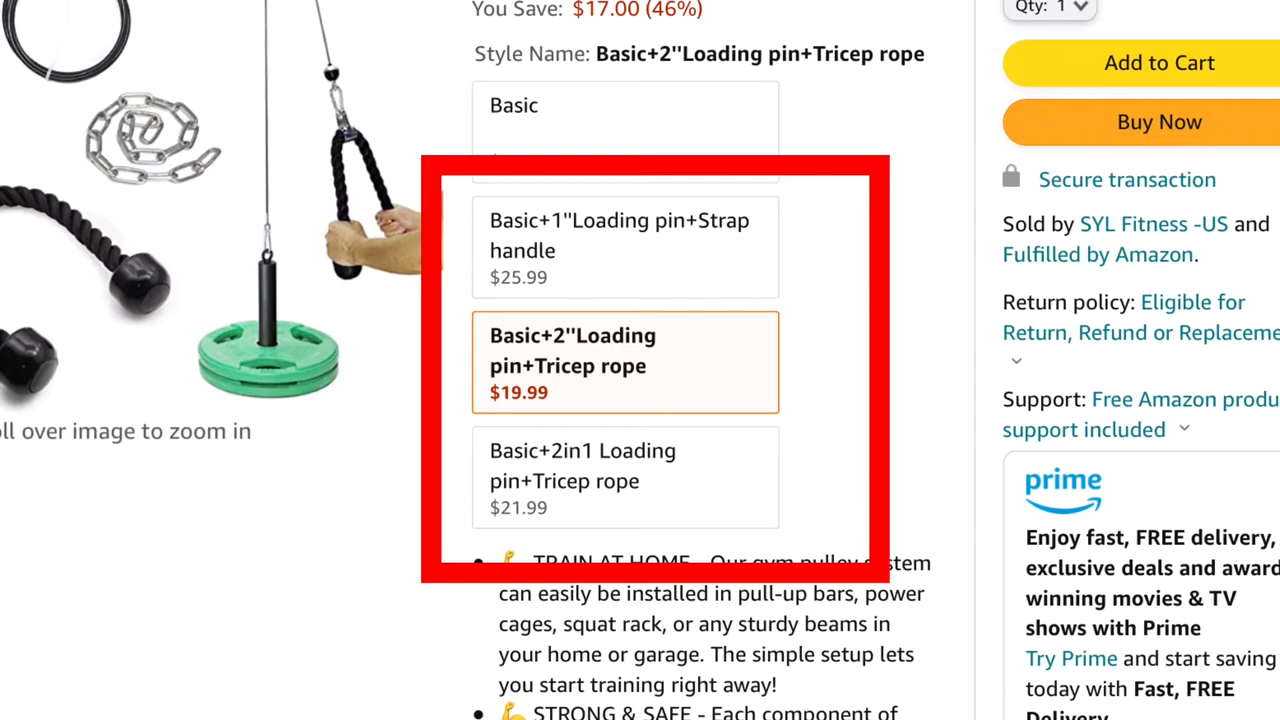 You Save: $17.00 (46%)
Style Name: Basic+2''Loading pin+Tricep rope
Basic
Basic+1"Loading pin+Strap
handle
$25.99
Basic+2''Loading
pin+Tricep rope
$19.99
Basic+2in1 Loading
pin+Tricep rope
$21.99
• 💪 TRAIN AT HOME - Our gym pulley system
can easily be installed in pull-up bars, power
cages, squat rack, or any sturdy beams in
your home or garage. The simple setup lets
you start training right away!
• 💪 STRONG & SAFE - Each component of
oll over image to zoom in
Qty: 1
Add to Cart
Buy Now
Secure transaction
Sold by SYL Fitness -US and
Fulfilled by Amazon.
Return policy: Eligible for
Return, Refund or Replaceme
Support: Free Amazon produ
support included
prime
Enjoy fast, FREE delivery,
exclusive deals and award
winning movies & TV
shows with Prime
Try Prime and start saving
today with Fast, FREE
Delivery